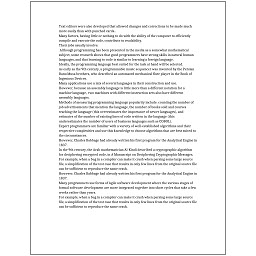 Text editors were also developed that allowed changes and corrections to be made much
more easily than with punched cards.
Many factors, having little or nothing to do with the ability of the computer to efficiently
compile and execute the code, contribute to readability.
Their jobs usually involve:
Although programming has been presented in the media as a somewhat mathematical
subject, some research shows that good programmers have strong skills in natural human
languages, and that learning to code is similar to learning a foreign language.
Ideally, the programming language best suited for the task at hand will be selected.
As early as the 9th century, a programmable music sequencer was invented by the Persian
Banu Musa brothers, who described an automated mechanical flute player in the Book of
Ingenious Devices.
Many applications use a mix of several languages in their construction and use.
However, because an assembly language is little more than a different notation for a
machine language, two machines with different instruction sets also have different
assembly languages.
Methods of measuring programming language popularity include: counting the number of
job advertisements that mention the language, the number of books sold and courses
teaching the language (this overestimates the importance of newer languages), and
estimates of the number of existing lines of code written in the language (this
underestimates the number of users of business languages such as COBOL).
Expert programmers are familiar with a variety of well-established algorithms and their
respective complexities and use this knowledge to choose algorithms that are best suited to
the circumstances.
However, Charles Babbage had already written his first program for the Analytical Engine in
1837.
In the 9th century, the Arab mathematician Al-Kindi described a cryptographic algorithm
for deciphering encrypted code, in A Manuscript on Deciphering Cryptographic Messages.
For example, when a bug in a compiler can make it crash when parsing some large source
file, a simplification of the test case that results in only few lines from the original source file
can be sufficient to reproduce the same crash.
However, Charles Babbage had already written his first program for the Analytical Engine in
1837.
Many programmers use forms of Agile software development where the various stages of
formal software development are more integrated together into short cycles that take a few
weeks rather than years.
For example, when a bug in a compiler can make it crash when parsing some large source
file, a simplification of the test case that results in only few lines from the original source file
can be sufficient to reproduce the same crash.